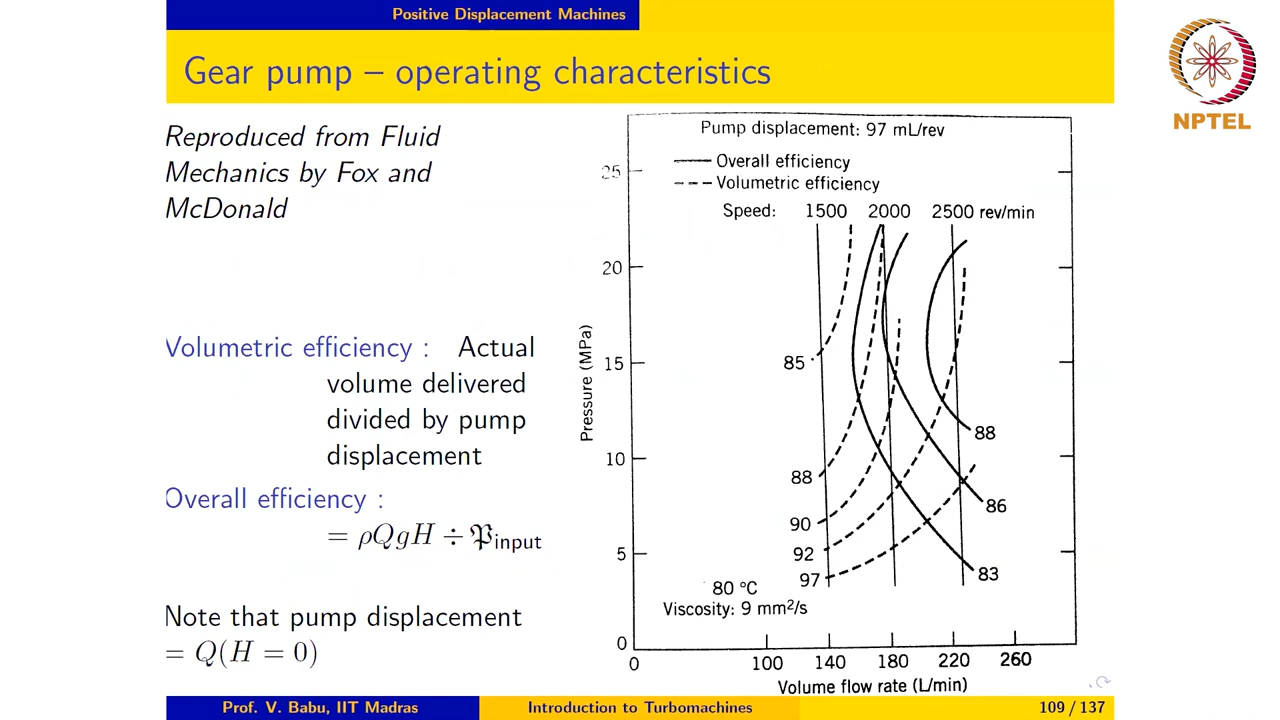 Positive Displacement Machines
Gear pump – operating characteristics
NPTEL
Reproduced from Fluid
Mechanics by Fox and
McDonald
Volumetric efficiency : Actual
volume delivered
divided by pump
displacement
Overall efficiency :
= ρQgH ÷ 𝔓input
Note that pump displacement
= Q(H = 0)
Pump displacement: 97 mL/rev
Overall efficiency
Volumetric efficiency
Speed: 1500 2000 2500 rev/min
25
20
15
10
5
0
Pressure (MPa)
85
88
90
92
97
88
86
83
80 °C
Viscosity: 9 mm²/s
0 100 140 180 220 260
Volume flow rate (L/min)
Prof. V. Babu, IIT Madras Introduction to Turbomachines 109 / 137